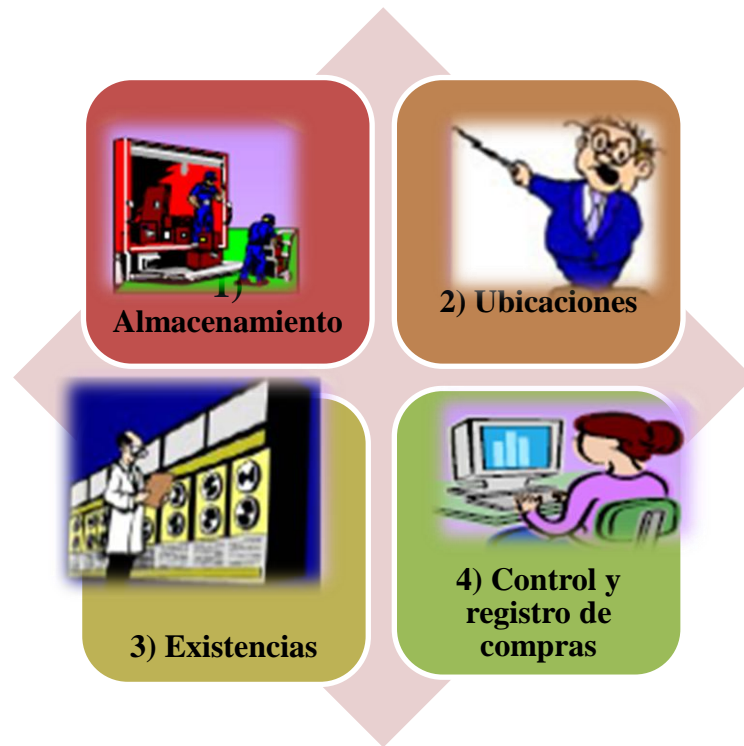 1)
Almacenamiento
2) Ubicaciones
3) Existencias
4) Control y
registro de
compras